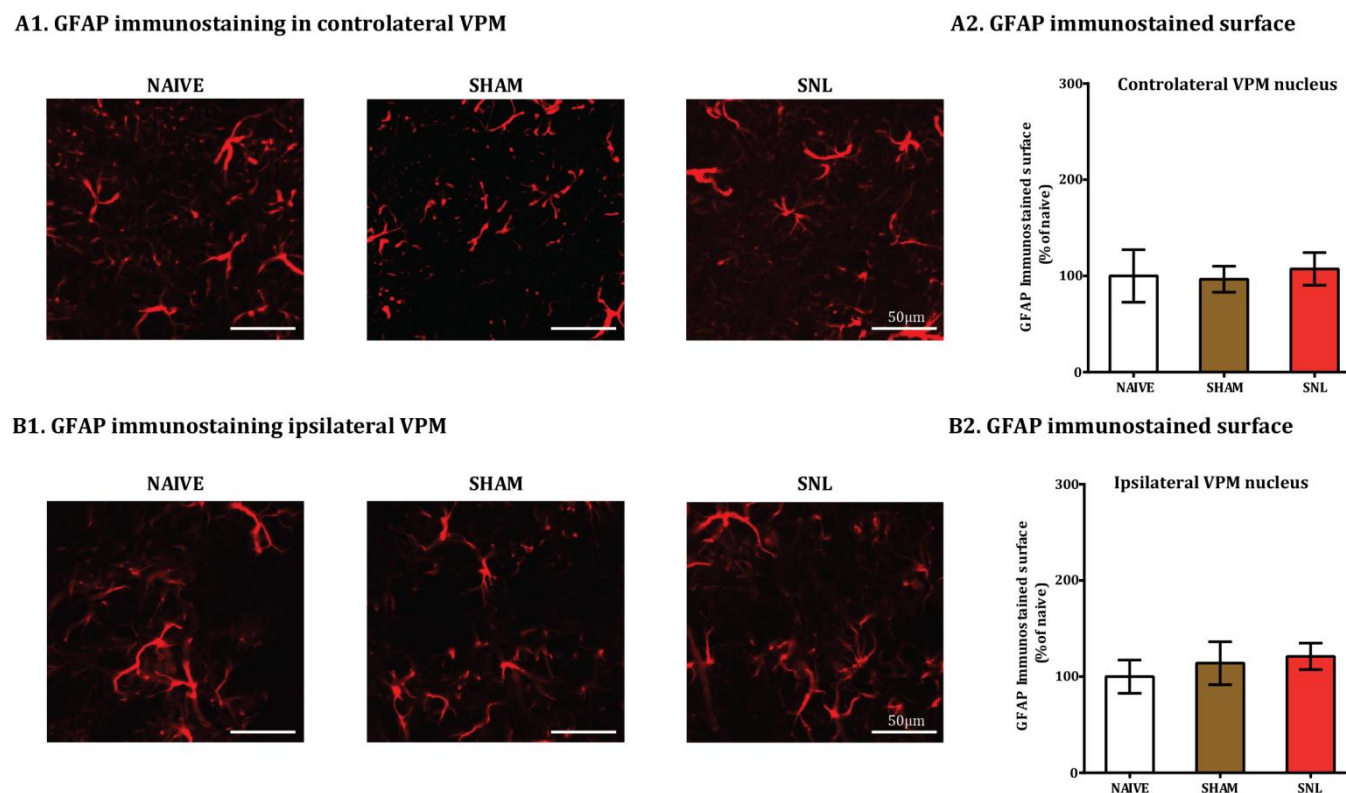 A1. GFAP immunostaining in controlateral VPM
A2. GFAP immunostained surface
NAIVE
SHAM
SNL
50μm
300
200
100
0
GFAP Immunostained surface
(% of naive)
Controlateral VPM nucleus
NAIVE
SHAM
SNL
B1. GFAP immunostaining ipsilateral VPM
B2. GFAP immunostained surface
NAIVE
SHAM
SNL
50μm
300
200
100
0
GFAP Immunostained surface
(% of naive)
Ipsilateral VPM nucleus
NAIVE
SHAM
SNL